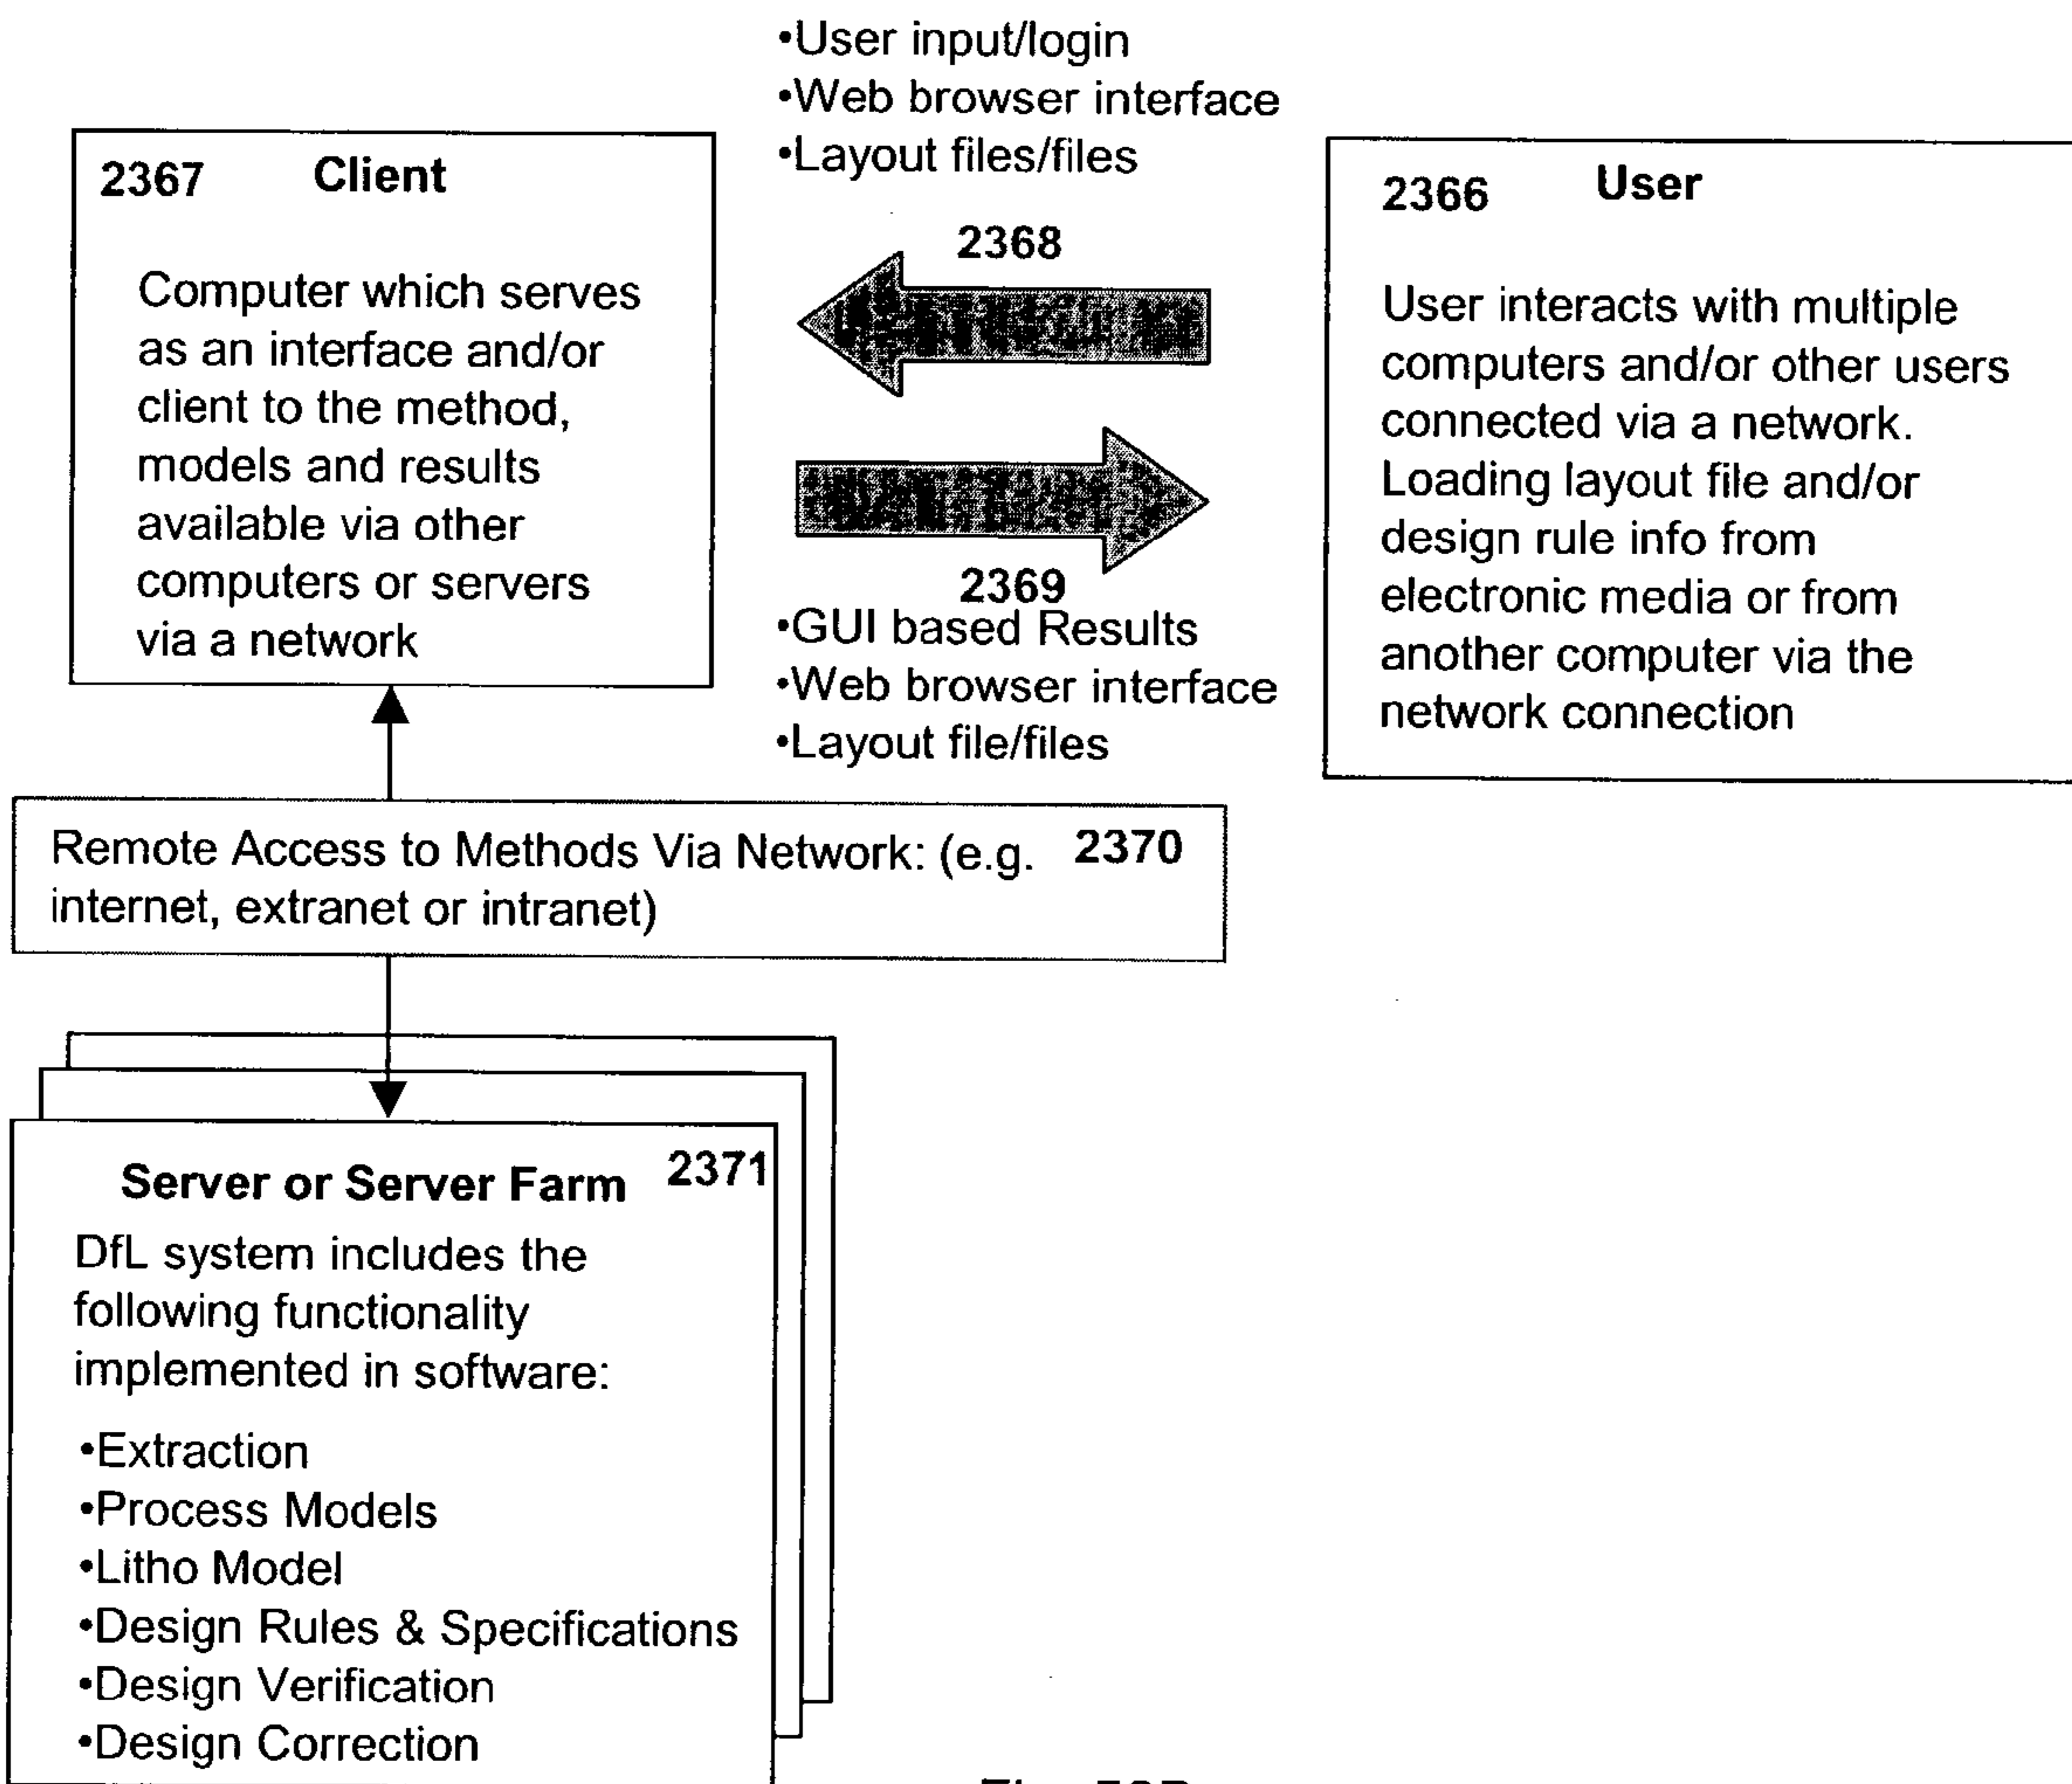 •User input/login
•Web browser interface
•Layout files/files
2367 Client
Computer which serves
as an interface and/or
client to the method,
models and results
available via other
computers or servers
via a network
2368
2369
•GUI based Results
•Web browser interface
•Layout file/files
2366 User
User interacts with multiple
computers and/or other users
connected via a network.
Loading layout file and/or
design rule info from
electronic media or from
another computer via the
network connection
Remote Access to Methods Via Network: (e.g. 2370
internet, extranet or intranet)
Server or Server Farm 2371
DfL system includes the
following functionality
implemented in software:
•Extraction
•Process Models
•Litho Model
•Design Rules & Specifications
•Design Verification
•Design Correction